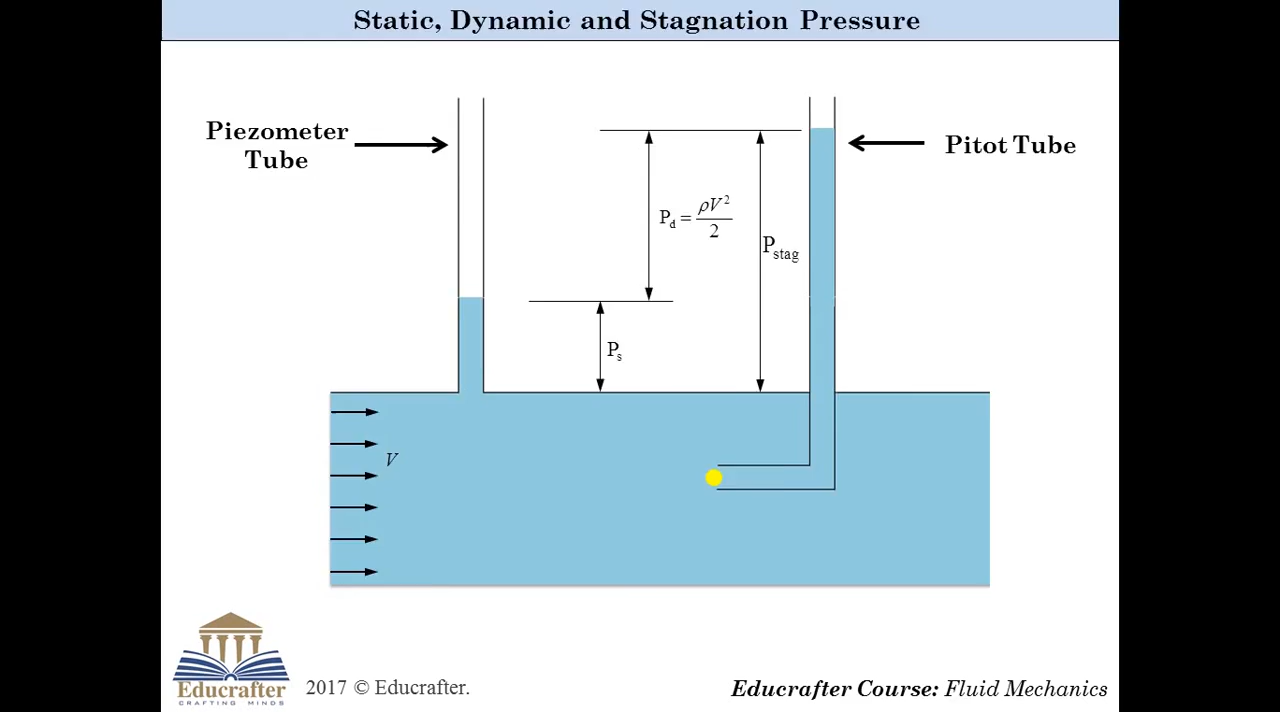 Static, Dynamic and Stagnation Pressure
Piezometer
Tube
Pitot Tube
P_d = ρV²/2
P_stag
P_s
V
Educrafter
CRAFTING MINDS
2017 © Educrafter.
Educrafter Course: Fluid Mechanics